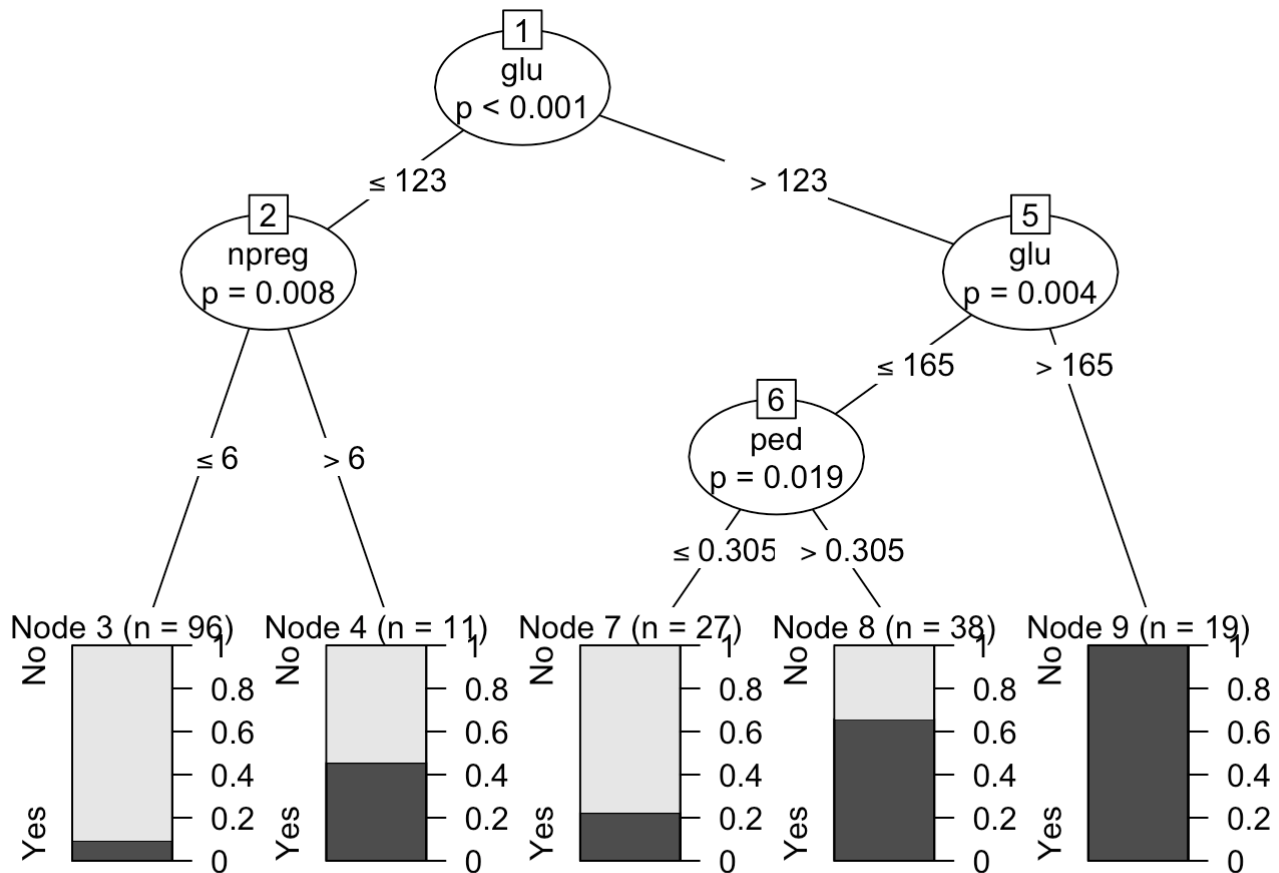 1
glu
p < 0.001
≤ 123
> 123
2
npreg
p = 0.008
5
glu
p = 0.004
≤ 165
> 165
6
ped
p = 0.019
≤ 6
> 6
≤ 0.305
> 0.305
Node 3 (n = 96)
No
Yes
1
0.8
0.6
0.4
0.2
0
Node 4 (n = 11)
No
Yes
1
0.8
0.6
0.4
0.2
0
Node 7 (n = 27)
No
Yes
1
0.8
0.6
0.4
0.2
0
Node 8 (n = 38)
No
Yes
1
0.8
0.6
0.4
0.2
0
Node 9 (n = 19)
No
Yes
1
0.8
0.6
0.4
0.2
0